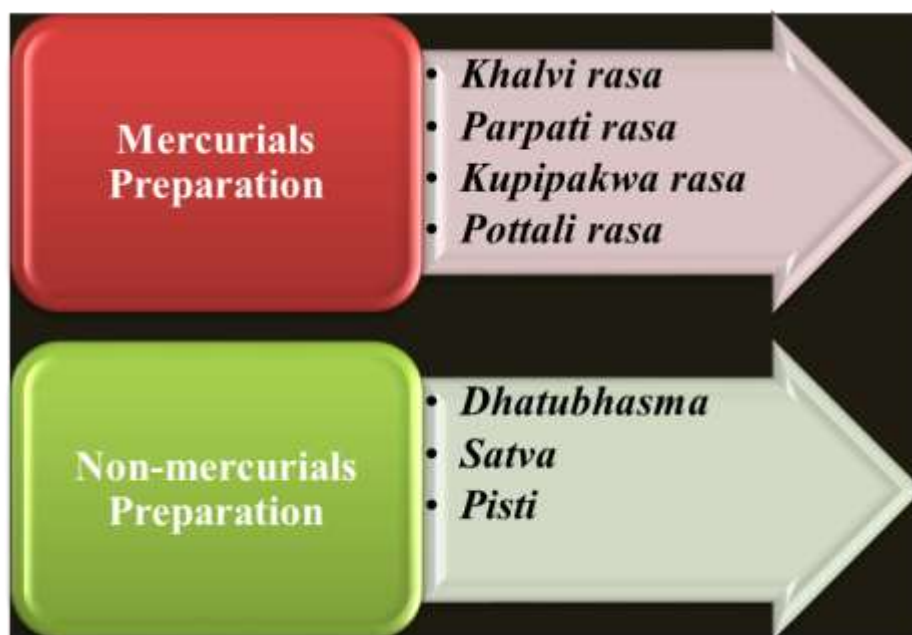 Mercurials
Preparation
• Khalvi rasa
• Parpati rasa
• Kupipakwa rasa
• Pottali rasa
Non-mercurials
Preparation
• Dhatubhasma
• Satva
• Pisti